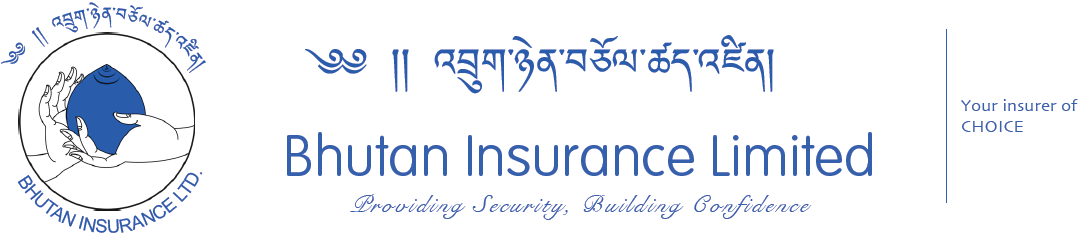 ༄༅ །། འབྲུག་ཉེན་བཅོལ་ཚད་འཛིན།
BHUTAN INSURANCE LTD.
༄༅ །། འབྲུག་ཉེན་བཅོལ་ཚད་འཛིན།
Bhutan Insurance Limited
Providing Security, Building Confidence
Your insurer of
CHOICE